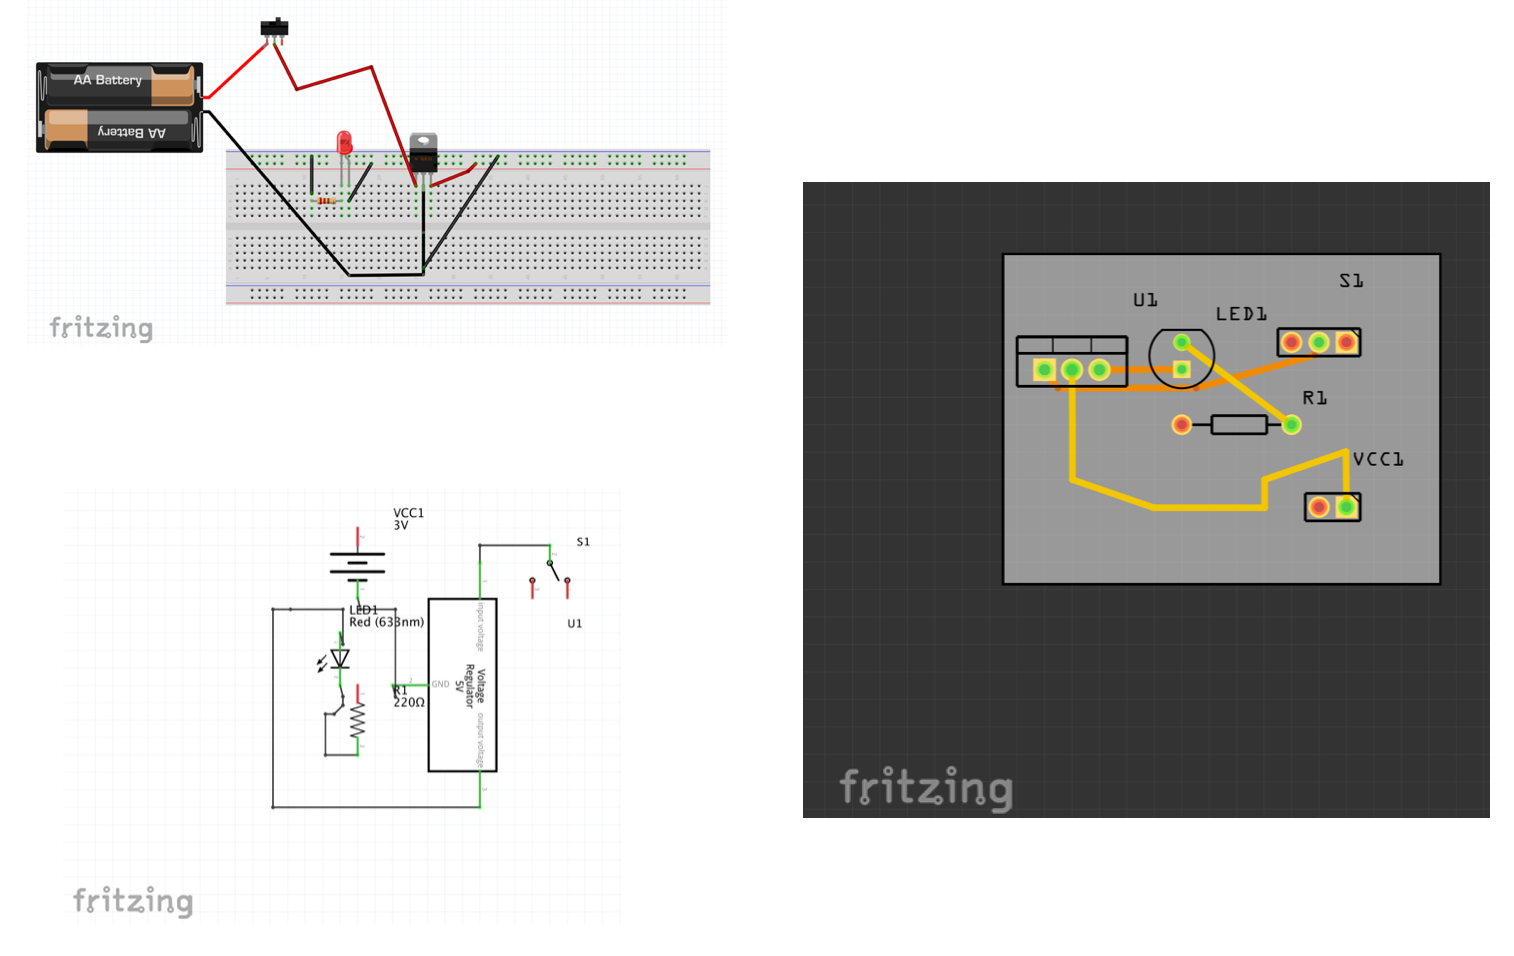 AA Battery
AA Battery
fritzing
VCC1
3V
S1
LED1
Red (633nm)
U1
input voltage
Voltage
Regulator
5V
GND
R1
220Ω
output voltage
fritzing
S1
U1
LED1
R1
VCC1
fritzing